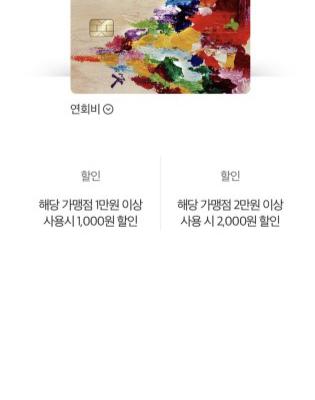 연회비
할인
해당 가맹점 1만원 이상
사용시 1,000원 할인
할인
해당 가맹점 2만원 이상
사용 시 2,000원 할인